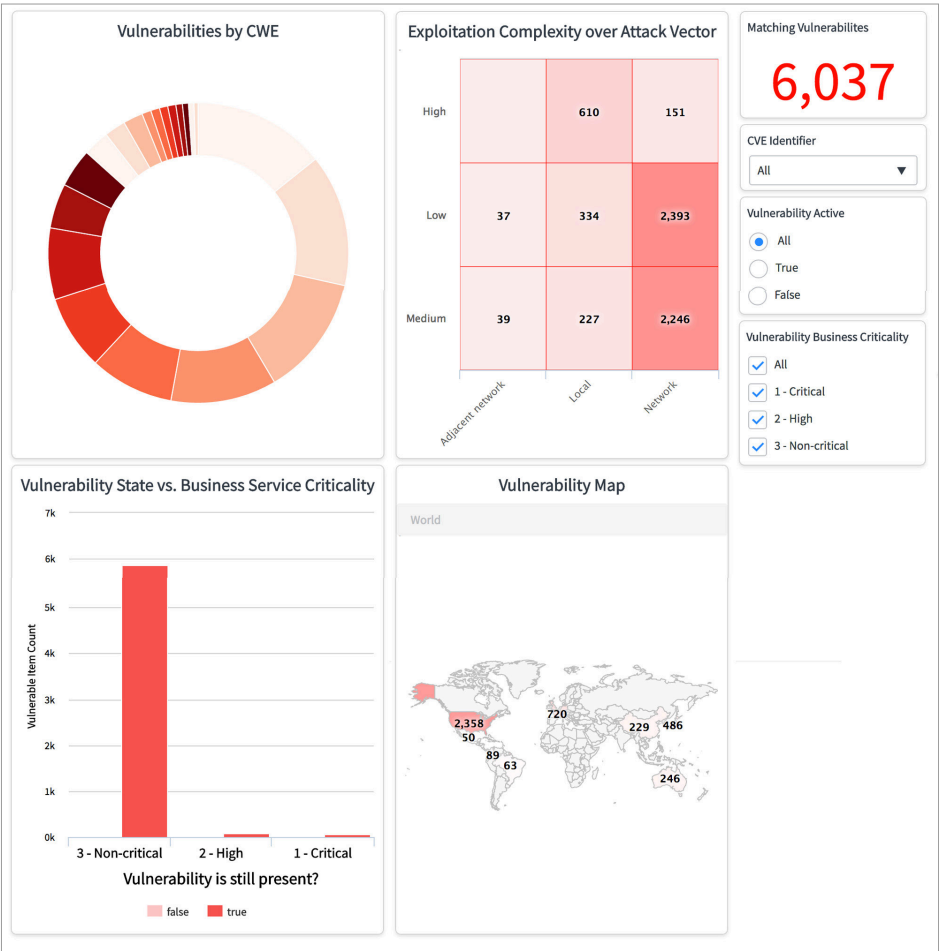 Vulnerabilities by CWE
Exploitation Complexity over Attack Vector
High
610
151
Low
37
334
2,393
Medium
39
227
2,246
Adjacent network
Local
Network
Matching Vulnerabilites
6,037
CVE Identifier
All
Vulnerability Active
All
True
False
Vulnerability Business Criticality
All
1 - Critical
2 - High
3 - Non-critical
Vulnerability State vs. Business Service Criticality
7k
6k
5k
4k
3k
2k
1k
0k
Vulnerable Item Count
3 - Non-critical
2 - High
1 - Critical
Vulnerability is still present?
false
true
Vulnerability Map
World
720
2,358
50
229
486
89
63
246